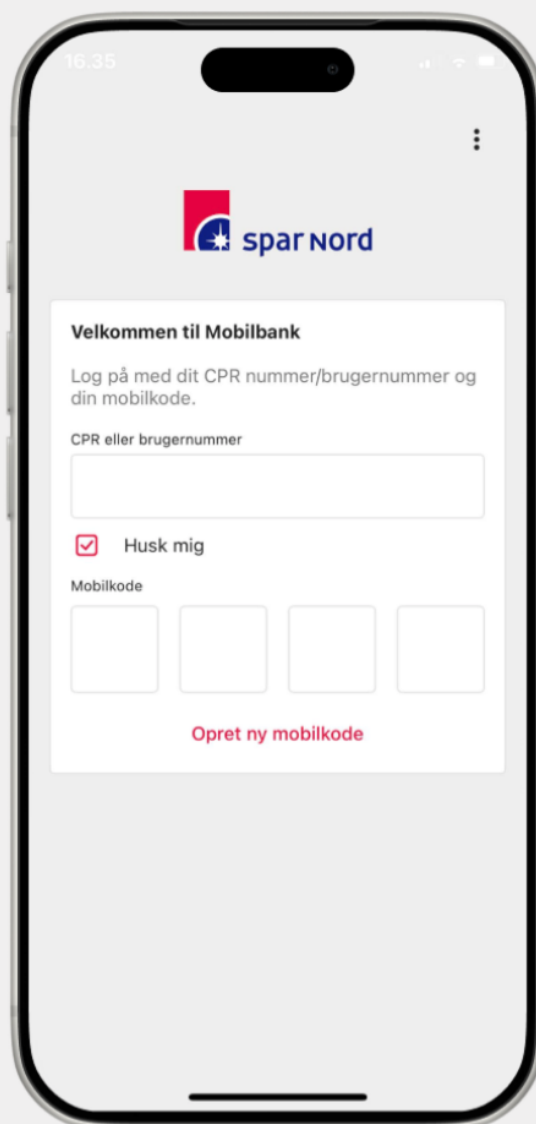 16.35
spar nord
Velkommen til Mobilbank
Log på med dit CPR nummer/brugernummer og
din mobilkode.
CPR eller brugernummer
Husk mig
Mobilkode
Opret ny mobilkode